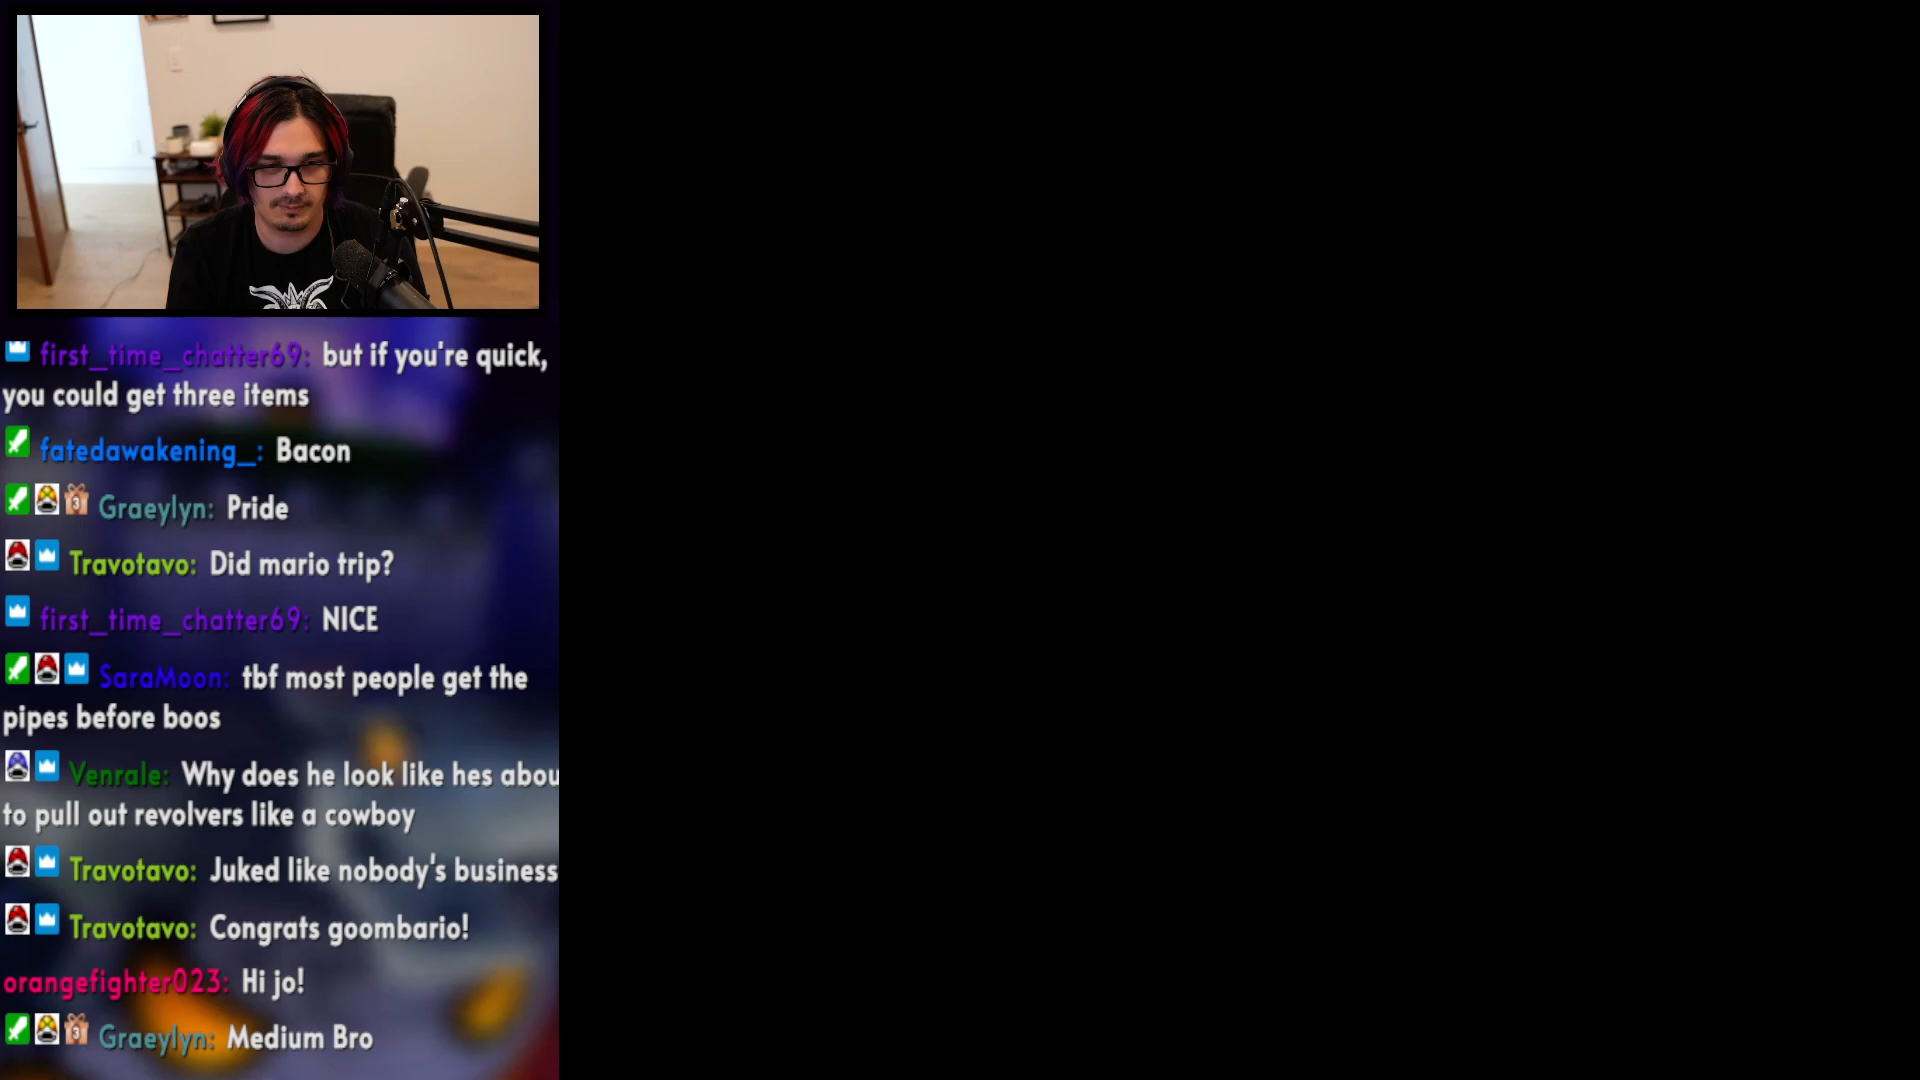 first_time_chatter69: but if you're quick,
you could get three items
fatedawakening_: Bacon
3 Graeylyn: Pride
Travotavo: Did mario trip?
first_time_chatter69: NICE
SaraMoon: tbf most people get the
pipes before boos
Venrale: Why does he look like hes abou
to pull out revolvers like a cowboy
Travotavo: Juked like nobody's business
Travotavo: Congrats goombario!
orangefighter023: Hi jo!
3 Graeylyn: Medium Bro